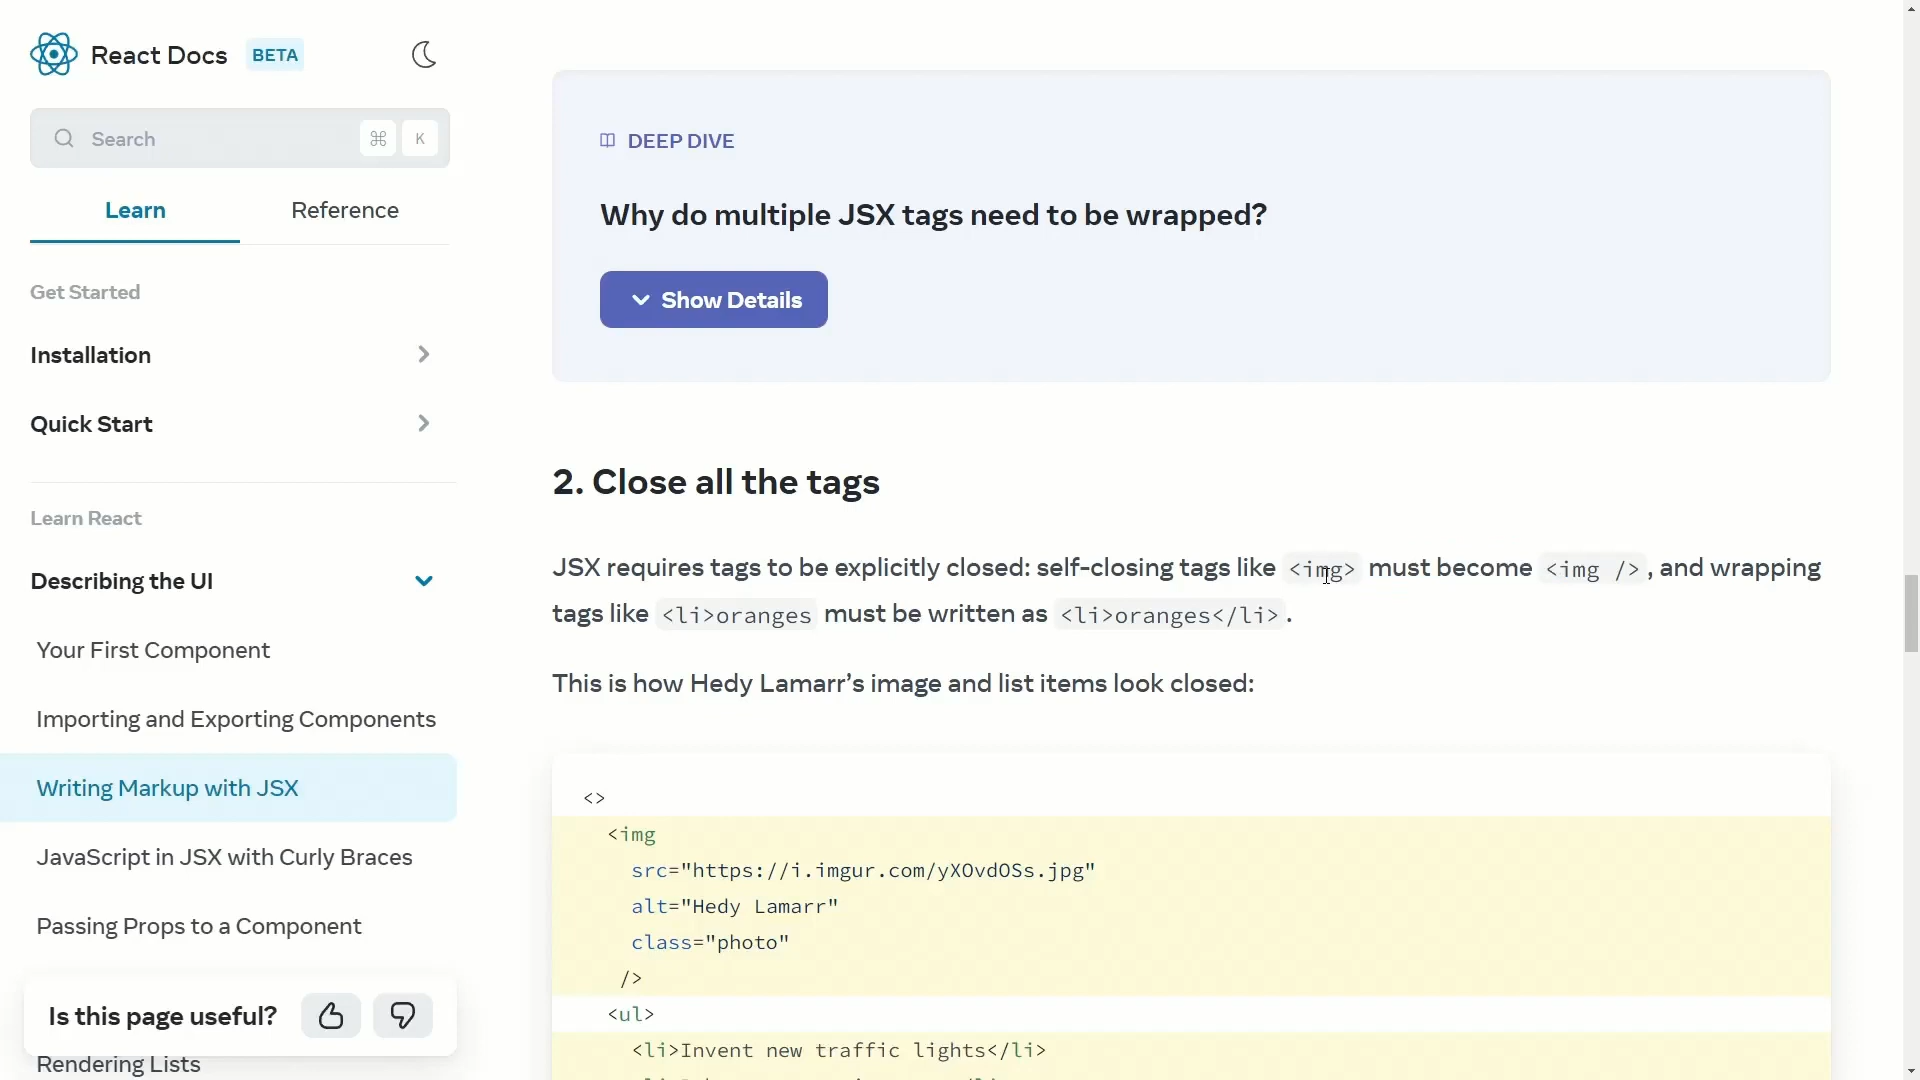 React Docs BETA
Search ⌘ K
Learn Reference
Get Started
Installation
Quick Start
Learn React
Describing the UI
Your First Component
Importing and Exporting Components
Writing Markup with JSX
JavaScript in JSX with Curly Braces
Passing Props to a Component
Is this page useful?
Rendering Lists
DEEP DIVE
Why do multiple JSX tags need to be wrapped?
Show Details
2. Close all the tags
JSX requires tags to be explicitly closed: self-closing tags like <img> must become <img />, and wrapping
tags like <li>oranges must be written as <li>oranges</li>.
This is how Hedy Lamarr’s image and list items look closed:
<>
<img
src="https://i.imgur.com/yXOvdOSs.jpg"
alt="Hedy Lamarr"
class="photo"
/>
<ul>
<li>Invent new traffic lights</li>